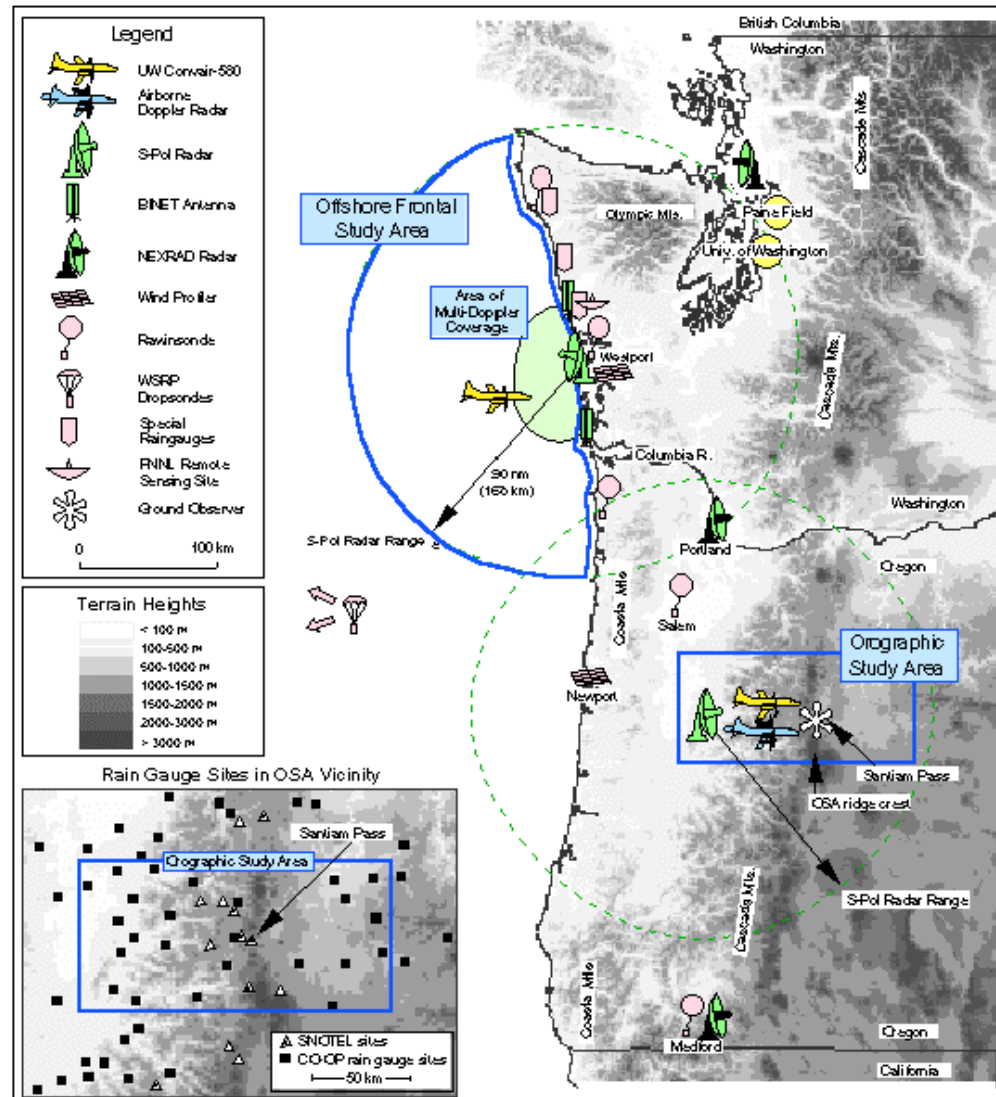 Legend
UW Convair-580
Airborne
Doppler Radar
S-Pol Radar
BINET Antenna
NEXRAD Radar
Wind Profiler
Rawinsonde
WSRP
Dropsondes
Special
Raingauges
PNNL Remote
Sensing Site
Ground Observer
0 100 km
Terrain Heights
< 100 m
100-500 m
500-1000 m
1000-1500 m
1500-2000 m
2000-3000 m
> 3000 m
Rain Gauge Sites in OSA Vicinity
Santiam Pass
Orographic Study Area
SNOTEL sites
CO-OP rain gauge sites
50 km
British Columbia
Washington
Cascade Mts.
Offshore Frontal
Study Area
Olympic Mts.
Paine Field
Univ. of Washington
Area of
Multi-Doppler
Coverage
Westport
Cascade Mts.
Columbia R.
90 nm
(160 km)
S-Pol Radar Range
Washington
Portland
Oregon
Coastal Mts
Salem
Orographic
Study Area
Newport
Santiam Pass
OSA ridge crest
S-Pol Radar Range
Cascade Mts.
Coastal Mts
Medford
Oregon
California